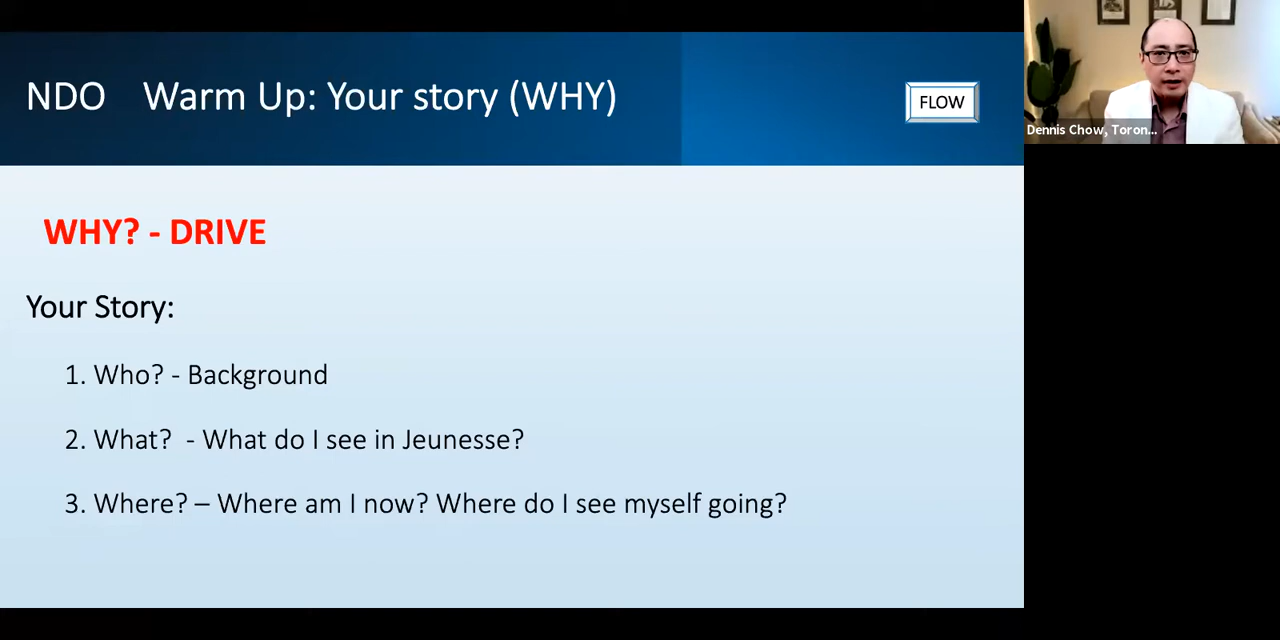 NDO Warm Up: Your story (WHY)
FLOW
Dennis Chow, Toron...
WHY? - DRIVE
Your Story:
1. Who? - Background
2. What? - What do I see in Jeunesse?
3. Where? – Where am I now? Where do I see myself going?